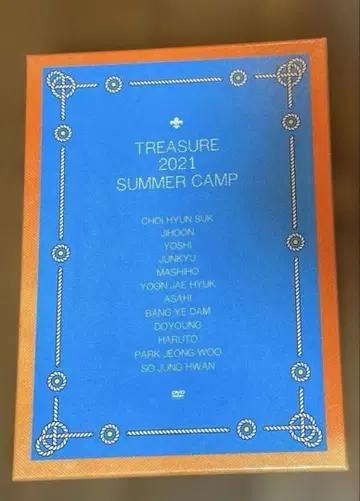 TREASURE
2021
SUMMER CAMP
CHOI HYUN SUK
JIHOON
YOSHI
JUNKYU
MASHIHO
YOON JAE HYUK
ASAHI
BANG YE DAM
DOYOUNG
HARUTO
PARK JEONG WOO
SO JUNG HWAN
DVD